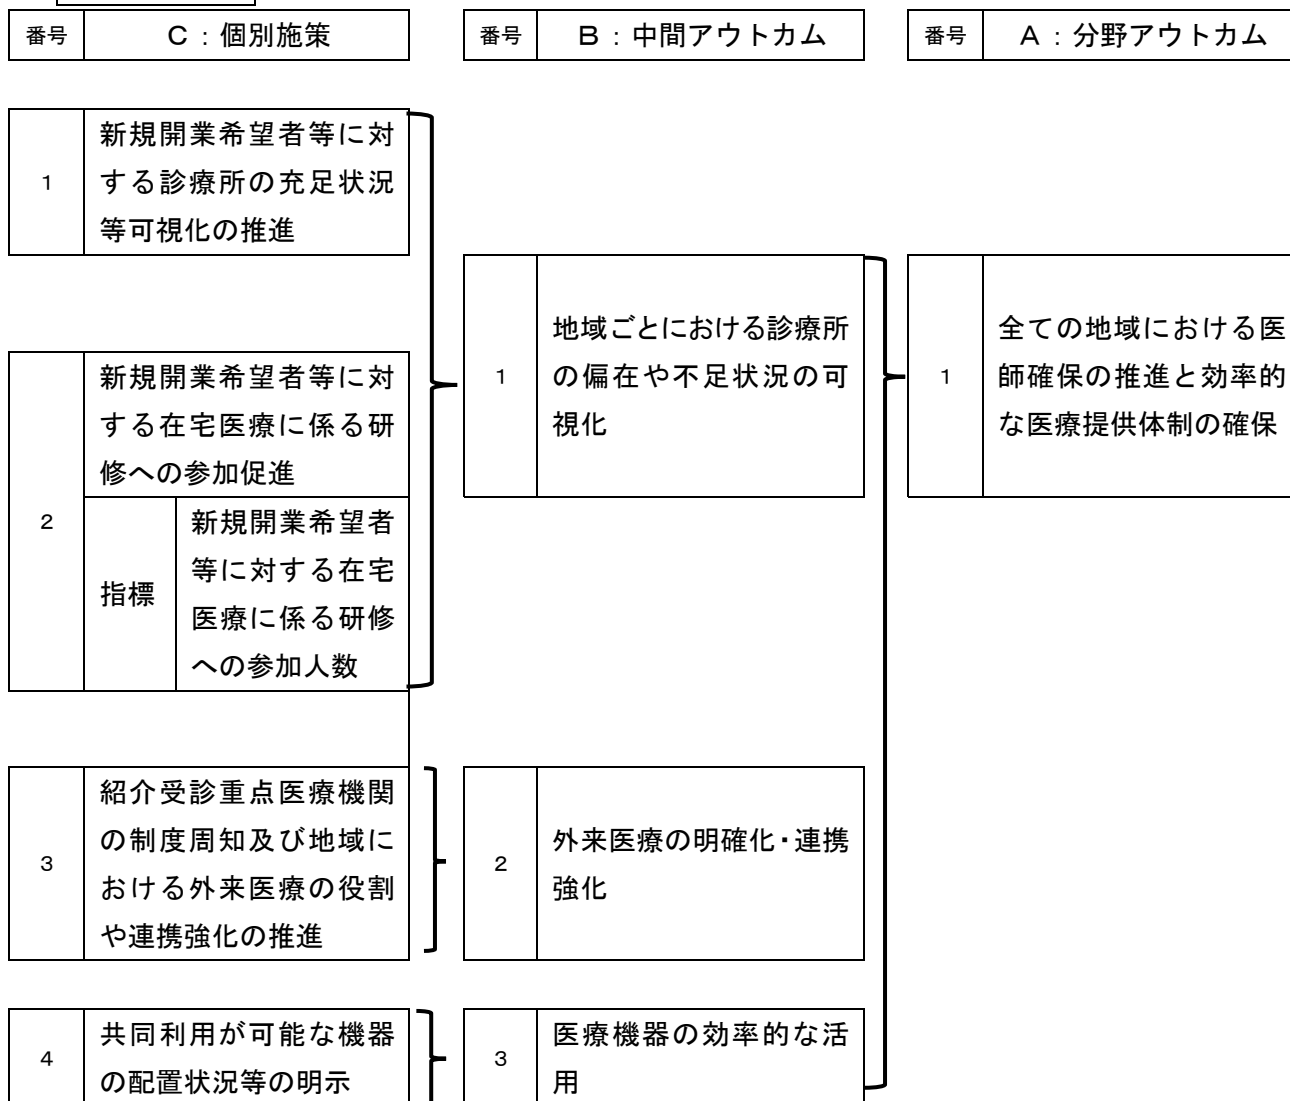 番号 C：個別施策
番号 B：中間アウトカム
番号 A：分野アウトカム
1
新規開業希望者等に対
する診療所の充足状況
等可視化の推進
2
新規開業希望者等に対
する在宅医療に係る研
修への参加促進
指標
新規開業希望者
等に対する在宅
医療に係る研修
への参加人数
3
紹介受診重点医療機関
の制度周知及び地域に
おける外来医療の役割
や連携強化の推進
4
共同利用が可能な機器
の配置状況等の明示
1
地域ごとにおける診療所
の偏在や不足状況の可
視化
2
外来医療の明確化・連携
強化
3
医療機器の効率的な活
用
1
全ての地域における医
師確保の推進と効率的
な医療提供体制の確保